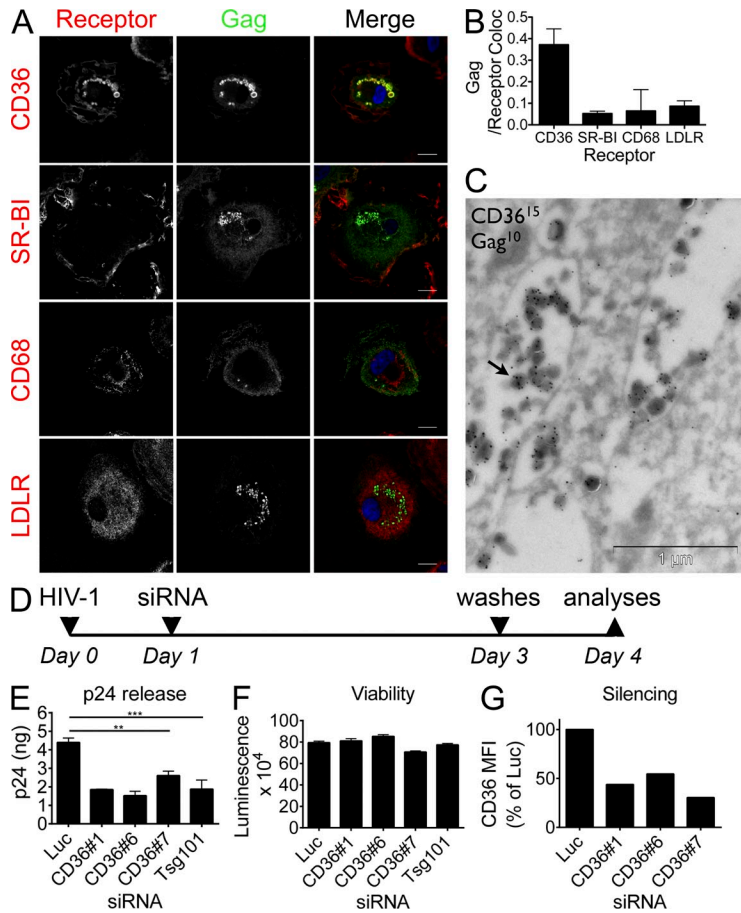 A
Receptor
Gag
Merge
CD36
SR-BI
CD68
LDLR
B
Gag
/Receptor Coloc
0.5
0.4
0.3
0.2
0.1
0.0
CD36
SR-BI
CD68
LDLR
Receptor
C
CD36¹⁵
Gag¹⁰
1 µm
D
HIV-1
siRNA
washes
analyses
Day 0
Day 1
Day 3
Day 4
E
p24 release
p24 (ng)
6
5
4
3
2
1
0
***
**
Luc
CD36#1
CD36#6
CD36#7
Tsg101
siRNA
F
Viability
Luminescence
x 10⁴
100
80
60
40
20
0
Luc
CD36#1
CD36#6
CD36#7
Tsg101
siRNA
G
Silencing
CD36 MFI
(% of Luc)
100
50
0
Luc
CD36#1
CD36#6
CD36#7
siRNA